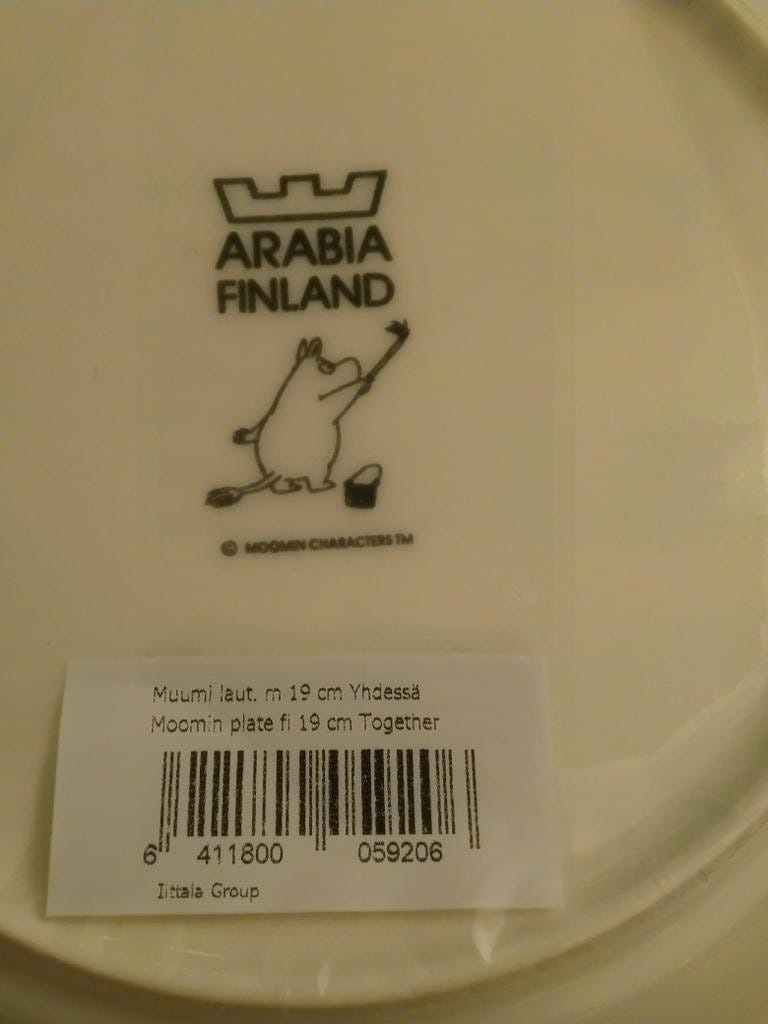 ARABIA
FINLAND
© MOOMIN CHARACTERS TM
Muumi laut. m 19 cm Yhdessä
Moomin plate fl 19 cm Together
6 411800 059206
Iittala Group